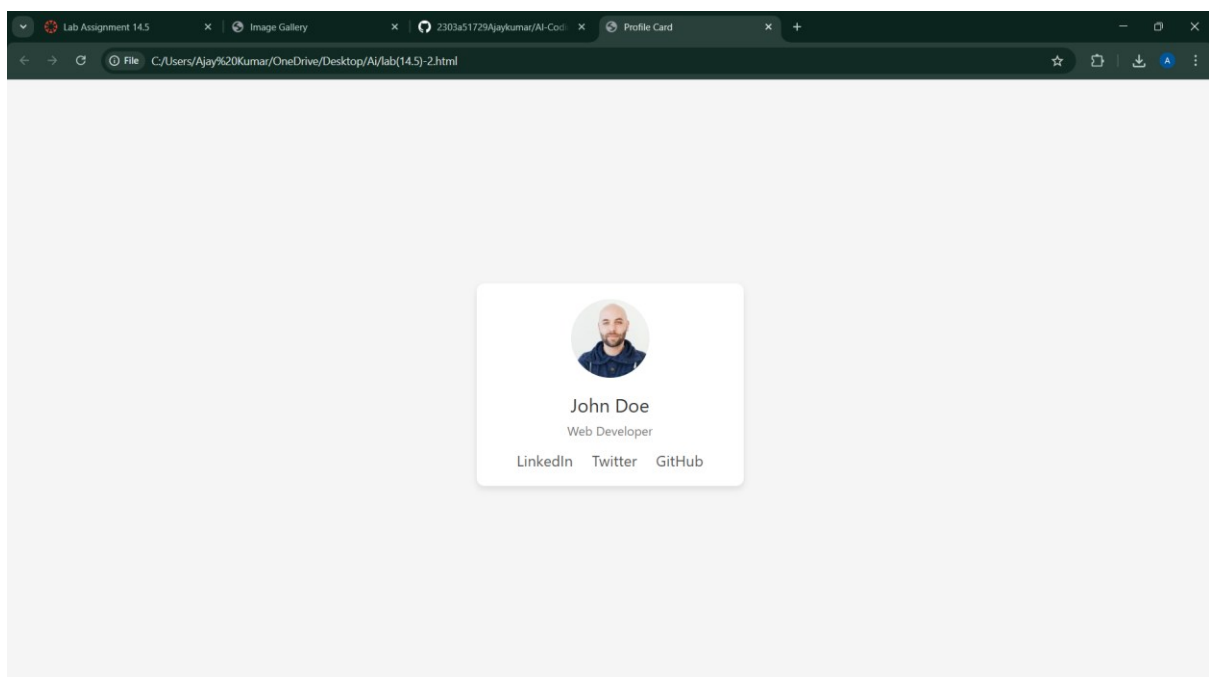 Lab Assignment 14.5
Image Gallery
2303a51729Ajaykumar/AI-Codi
Profile Card
File C:/Users/Ajay%20Kumar/OneDrive/Desktop/Ai/lab(14.5)-2.html
A
John Doe
Web Developer
LinkedIn Twitter GitHub